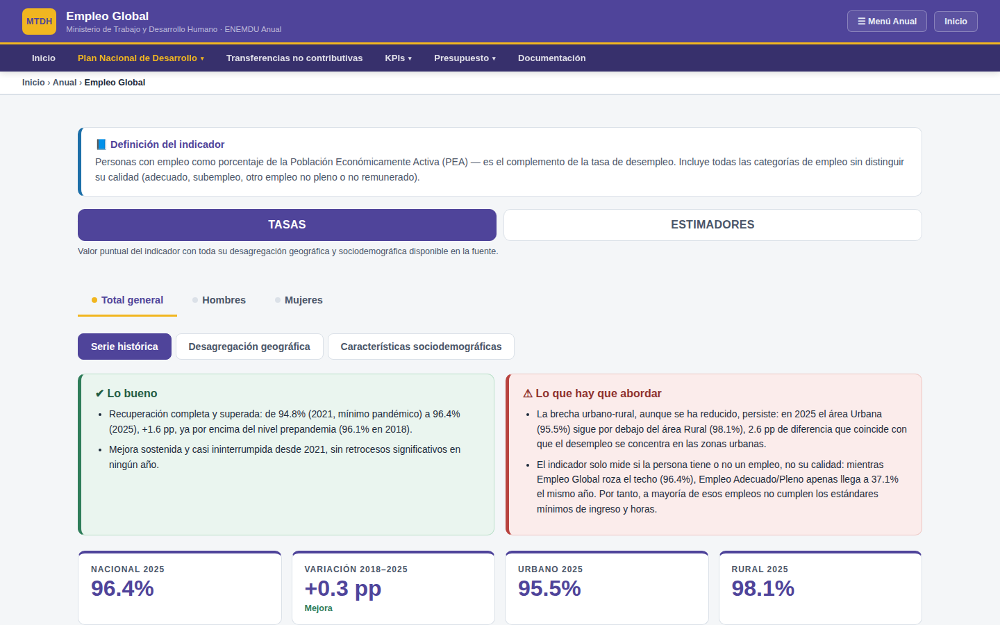 MTDH
Empleo Global
Ministerio de Trabajo y Desarrollo Humano · ENEMDU Anual
☰ Menú Anual
Inicio
Inicio
Plan Nacional de Desarrollo ▾
Transferencias no contributivas
KPIs ▾
Presupuesto ▾
Documentación
Inicio › Anual › Empleo Global
📘 Definición del indicador
Personas con empleo como porcentaje de la Población Económicamente Activa (PEA) — es el complemento de la tasa de desempleo. Incluye todas las categorías de empleo sin distinguir
su calidad (adecuado, subempleo, otro empleo no pleno o no remunerado).
TASAS
ESTIMADORES
Valor puntual del indicador con toda su desagregación geográfica y sociodemográfica disponible en la fuente.
Total general
Hombres
Mujeres
Serie histórica
Desagregación geográfica
Características sociodemográficas
✔ Lo bueno
• Recuperación completa y superada: de 94.8% (2021, mínimo pandémico) a 96.4%
(2025), +1.6 pp, ya por encima del nivel prepandemia (96.1% en 2018).
• Mejora sostenida y casi ininterrumpida desde 2021, sin retrocesos significativos en
ningún año.
⚠ Lo que hay que abordar
• La brecha urbano-rural, aunque se ha reducido, persiste: en 2025 el área Urbana
(95.5%) sigue por debajo del área Rural (98.1%), 2.6 pp de diferencia que coincide con
que el desempleo se concentra en las zonas urbanas.
• El indicador solo mide si la persona tiene o no un empleo, no su calidad: mientras
Empleo Global roza el techo (96.4%), Empleo Adecuado/Pleno apenas llega a 37.1%
el mismo año. Por tanto, a mayoría de esos empleos no cumplen los estándares
mínimos de ingreso y horas.
NACIONAL 2025
96.4%
VARIACIÓN 2018–2025
+0.3 pp
Mejora
URBANO 2025
95.5%
RURAL 2025
98.1%